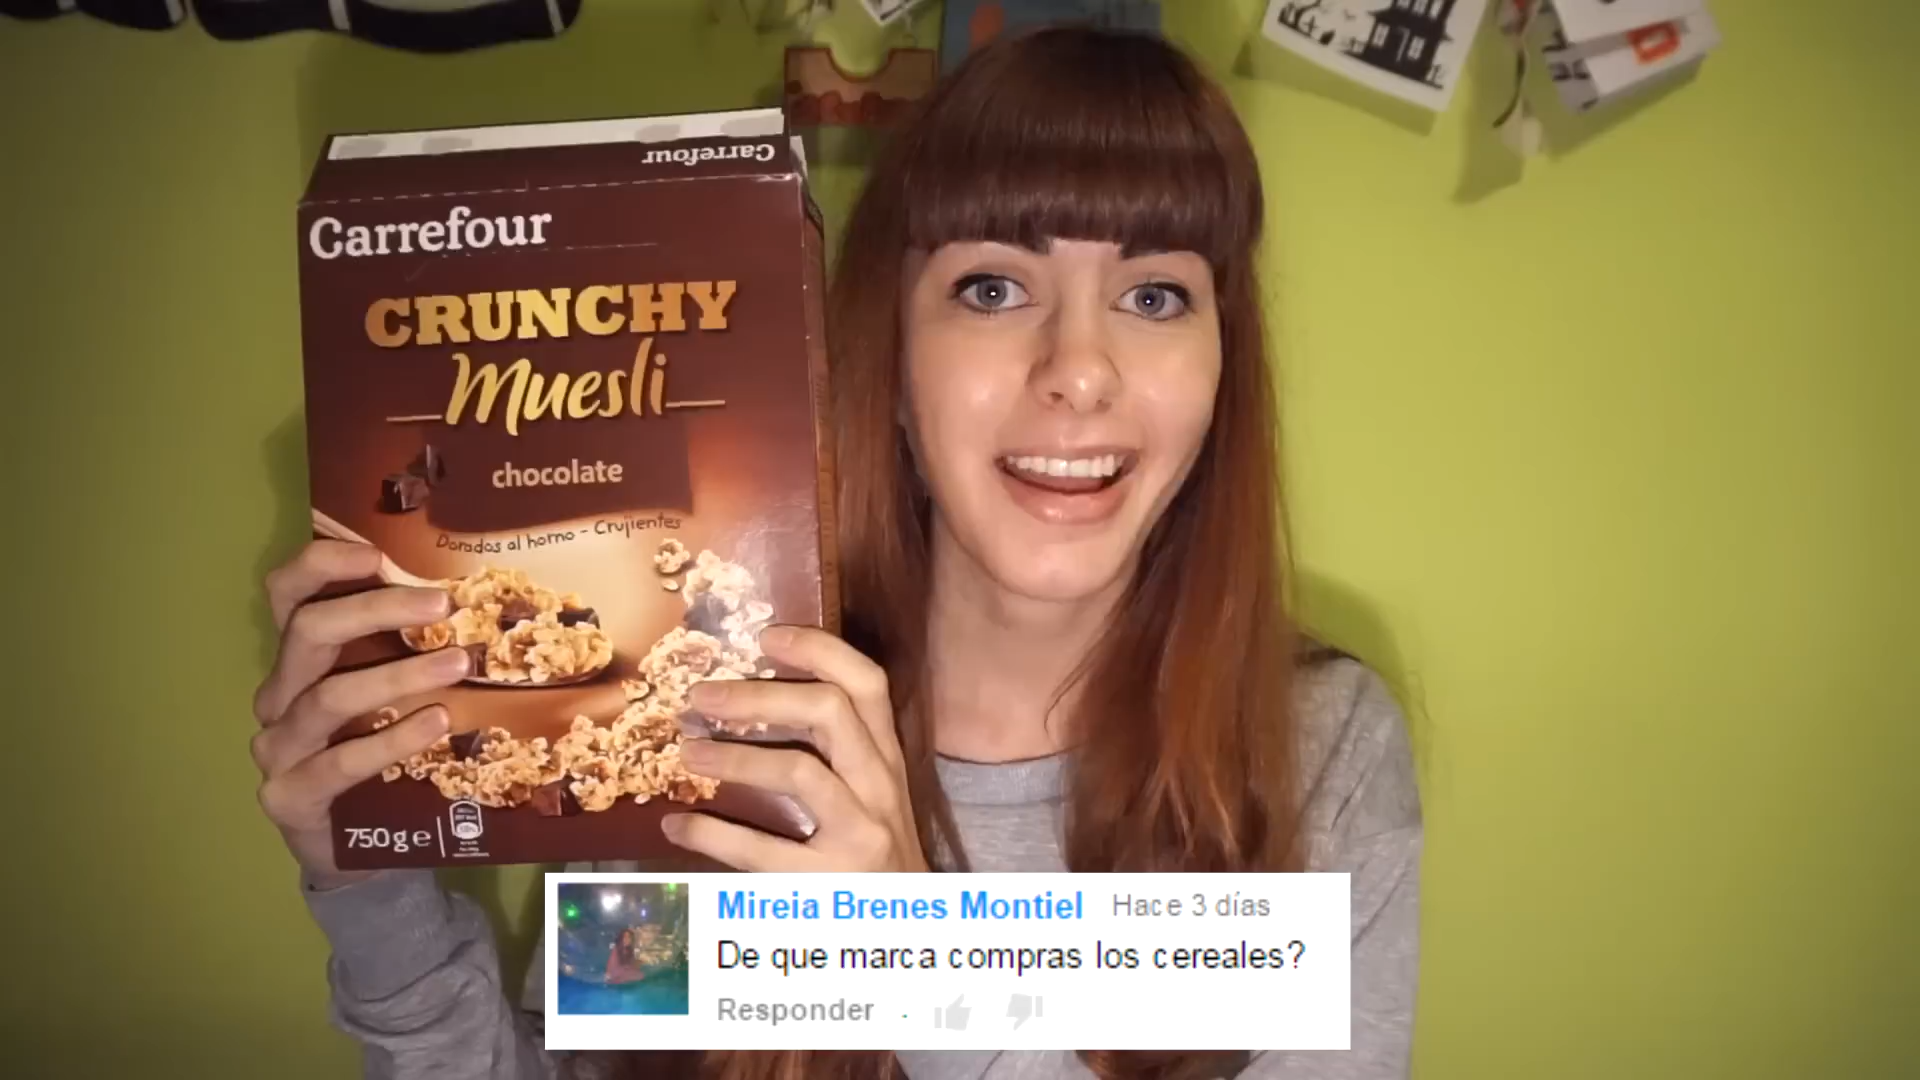 Carrefour
Carrefour
CRUNCHY
Muesli
chocolate
Dorados al horno - Crujientes
750 g e
Mireia Brenes Montiel Hace 3 días
De que marca compras los cereales?
Responder